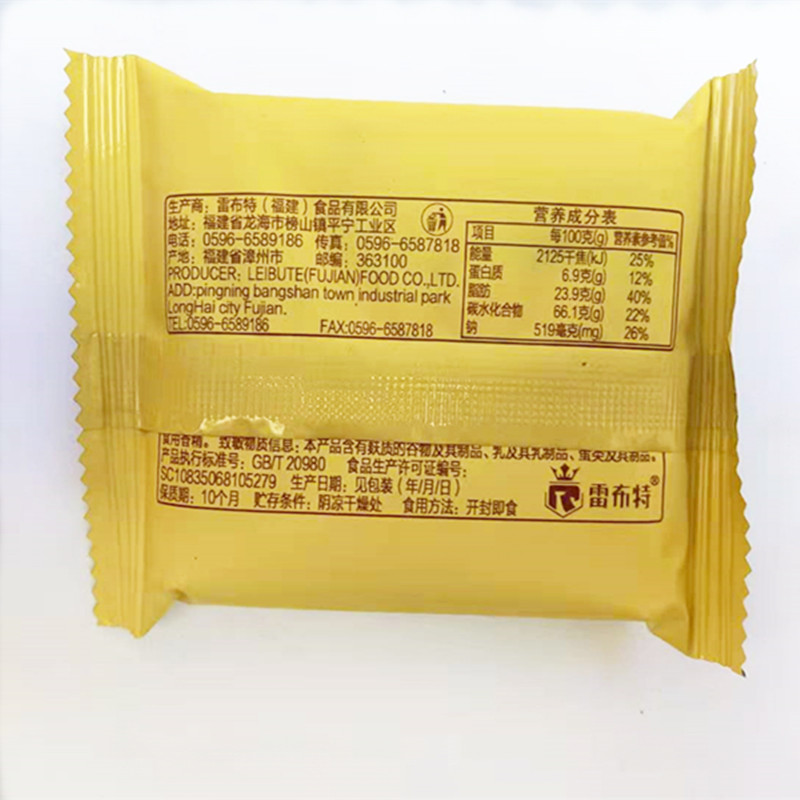 生产商：雷布特（福建）食品有限公司
地址：福建省龙海市榜山镇平宁工业区
电话：0596-6589186 传真：0596-6587818
产地：福建省漳州市 邮编：363100
PRODUCER：LEIBUTE(FUJIAN)FOOD CO.,LTD.
ADD:pingning bangshan town industrial park
LongHai city Fujian.
TEL:0596-6589186 FAX:0596-6587818
营养成分表
项目 每100克(g) 营养素参考值%
能量 2125千焦(kJ) 25%
蛋白质 6.9克(g) 12%
脂肪 23.9克(g) 40%
碳水化合物 66.1克(g) 22%
钠 519毫克(mg) 26%
食用香精。致敏物质信息：本产品含有麸质的谷物及其制品、乳及其乳制品、蛋类及其制品。
产品执行标准号：GB/T 20980 食品生产许可证编号：
SC10835068105279 生产日期：见包装（年/月/日）
保质期：10个月 贮存条件：阴凉干燥处 食用方法：开封即食
雷布特®